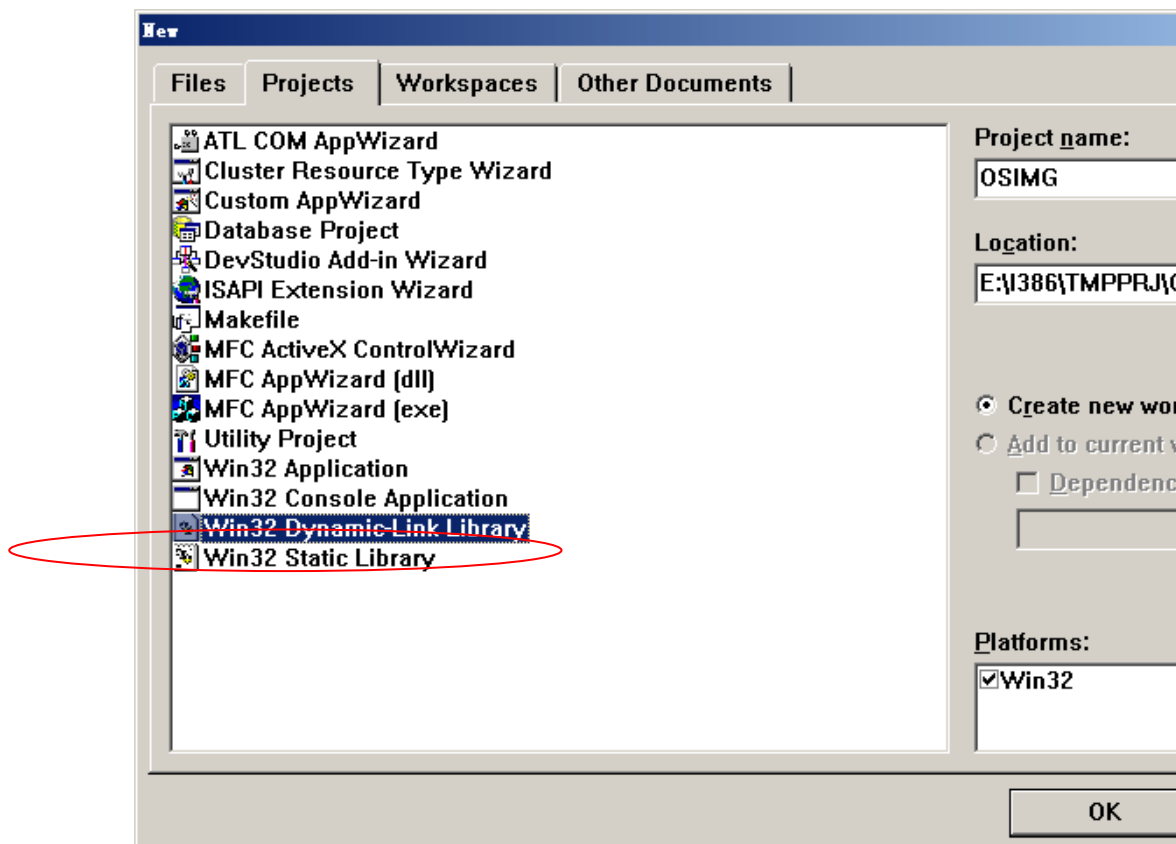 New
Files Projects Workspaces Other Documents
ATL COM AppWizard
Cluster Resource Type Wizard
Custom AppWizard
Database Project
DevStudio Add-in Wizard
ISAPI Extension Wizard
Makefile
MFC ActiveX ControlWizard
MFC AppWizard (dll)
MFC AppWizard (exe)
Utility Project
Win32 Application
Win32 Console Application
Win32 Dynamic-Link Library
Win32 Static Library
Project name:
OSIMG
Location:
E:\I386\TMPPRJ\
Create new
Add to current
Platforms:
Win32
OK